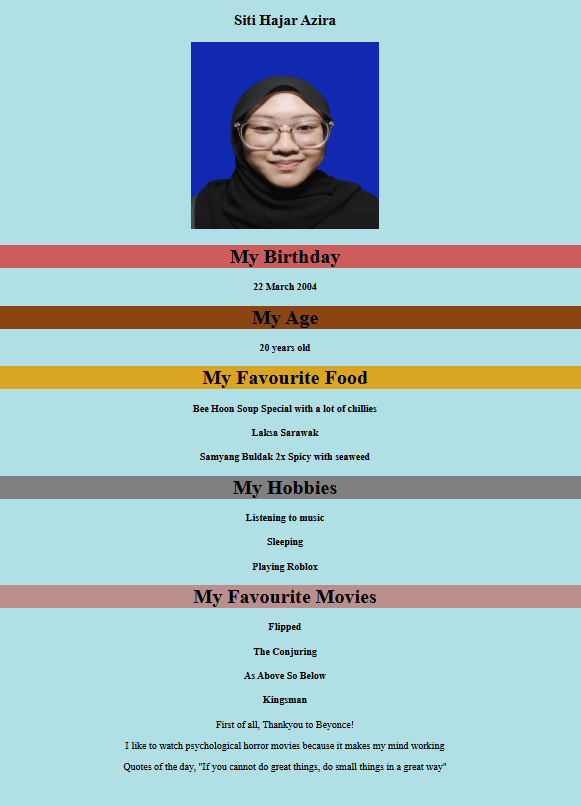 Siti Hajar Azira
My Birthday
22 March 2004
My Age
20 years old
My Favourite Food
Bee Hoon Soup Special with a lot of chillies
Laksa Sarawak
Samyang Buldak 2x Spicy with seaweed
My Hobbies
Listening to music
Sleeping
Playing Roblox
My Favourite Movies
Flipped
The Conjuring
As Above So Below
Kingsman
First of all, Thankyou to Beyonce!
I like to watch psychological horror movies because it makes my mind working
Quotes of the day, "If you cannot do great things, do small things in a great way"